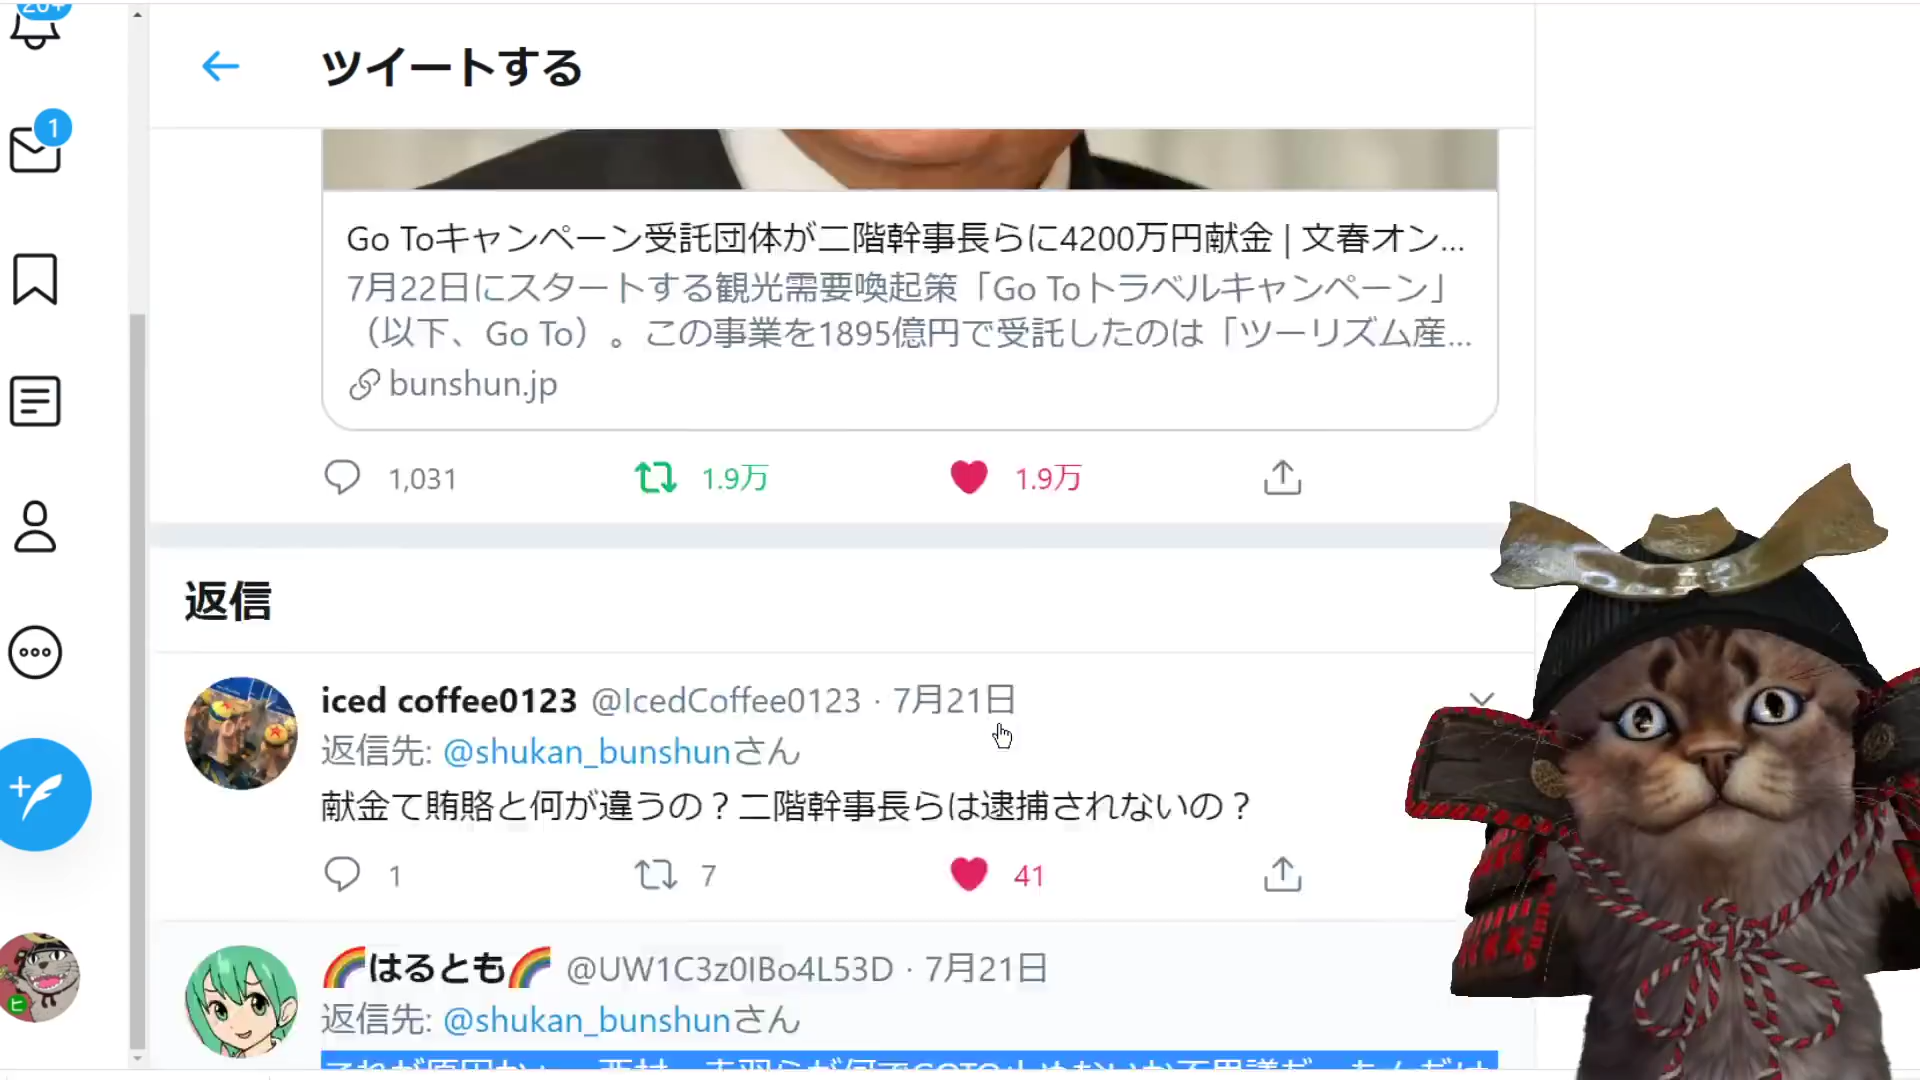 20+
ツイートする
1
Go Toキャンペーン受託団体が二階幹事長らに4200万円献金 | 文春オン...
7月22日にスタートする観光需要喚起策「Go Toトラベルキャンペーン」
（以下、Go To）。この事業を1895億円で受託したのは「ツーリズム産...
bunshun.jp
1,031
1.9万
1.9万
返信
iced coffee0123 @IcedCoffee0123 · 7月21日
返信先: @shukan_bunshunさん
献金て賄賂と何が違うの？二階幹事長らは逮捕されないの？
1
7
41
🌈はるとも🌈 @UW1C3z0IBo4L53D · 7月21日
返信先: @shukan_bunshunさん
ヒ